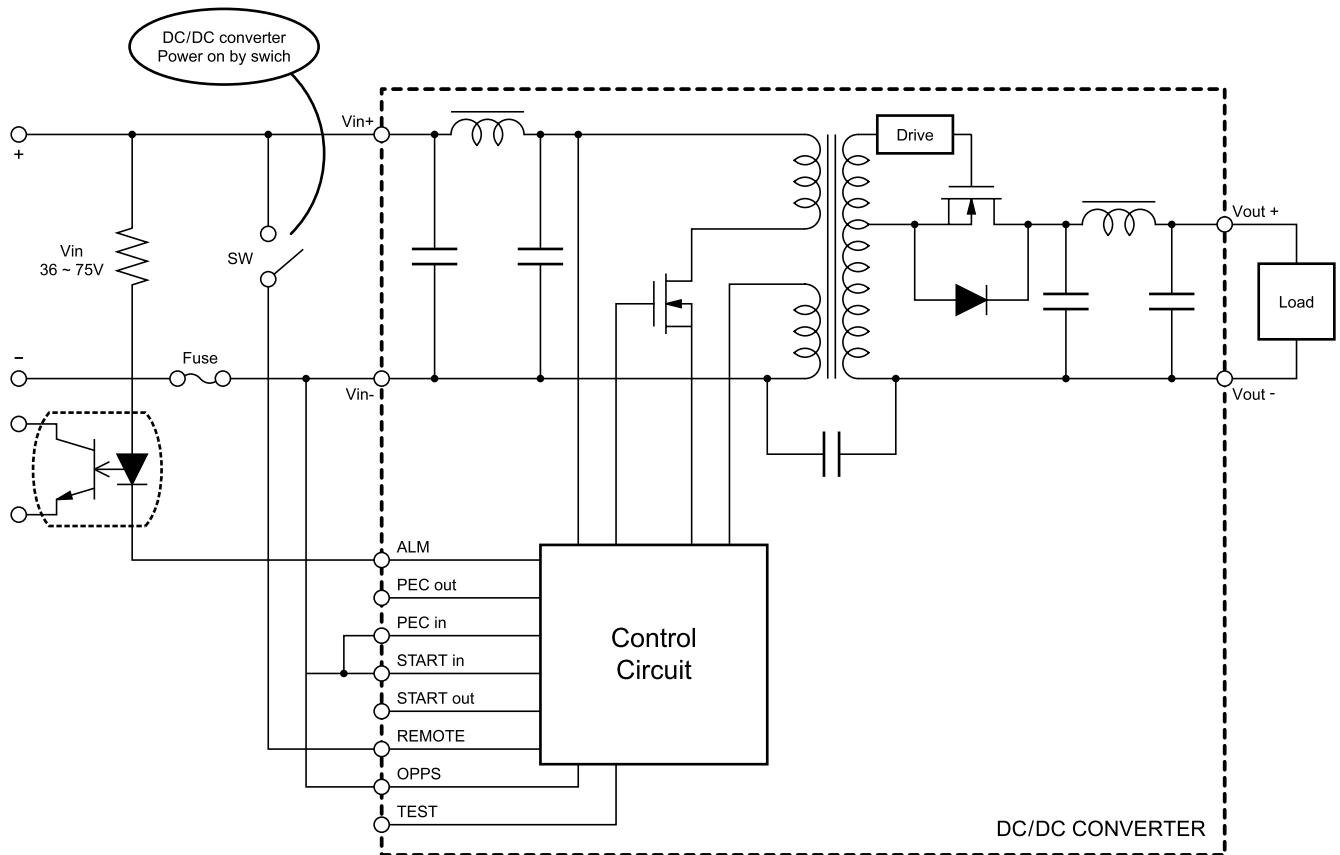 DC/DC converter
Power on by swich
Vin+
+
Drive
Vout +
Vin
36 ~ 75V
SW
Load
−
Fuse
Vin-
Vout -
ALM
PEC out
PEC in
START in
START out
REMOTE
OPPS
TEST
Control
Circuit
DC/DC CONVERTER